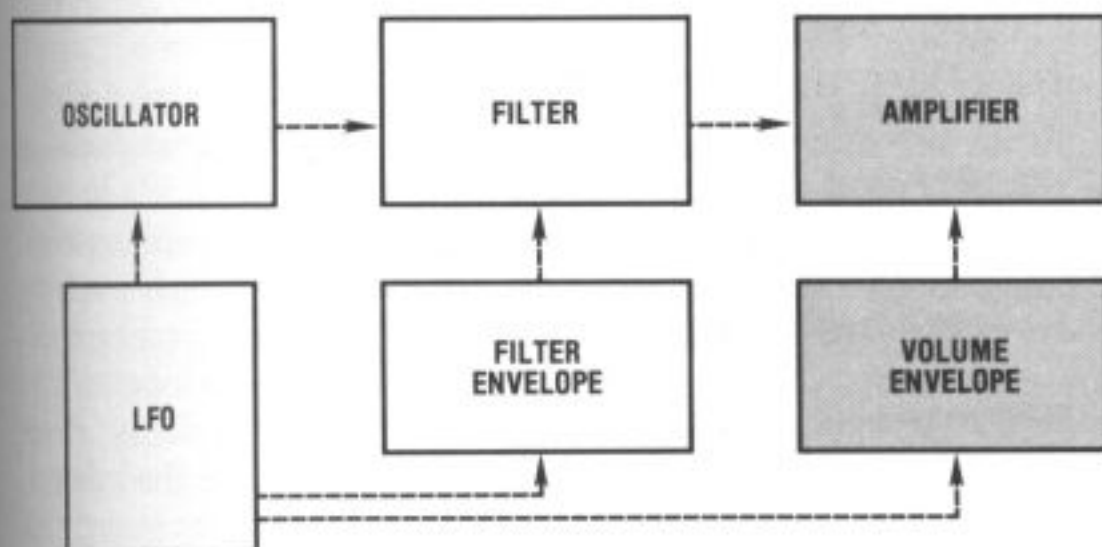 OSCILLATOR
FILTER
AMPLIFIER
LFO
FILTER
ENVELOPE
VOLUME
ENVELOPE